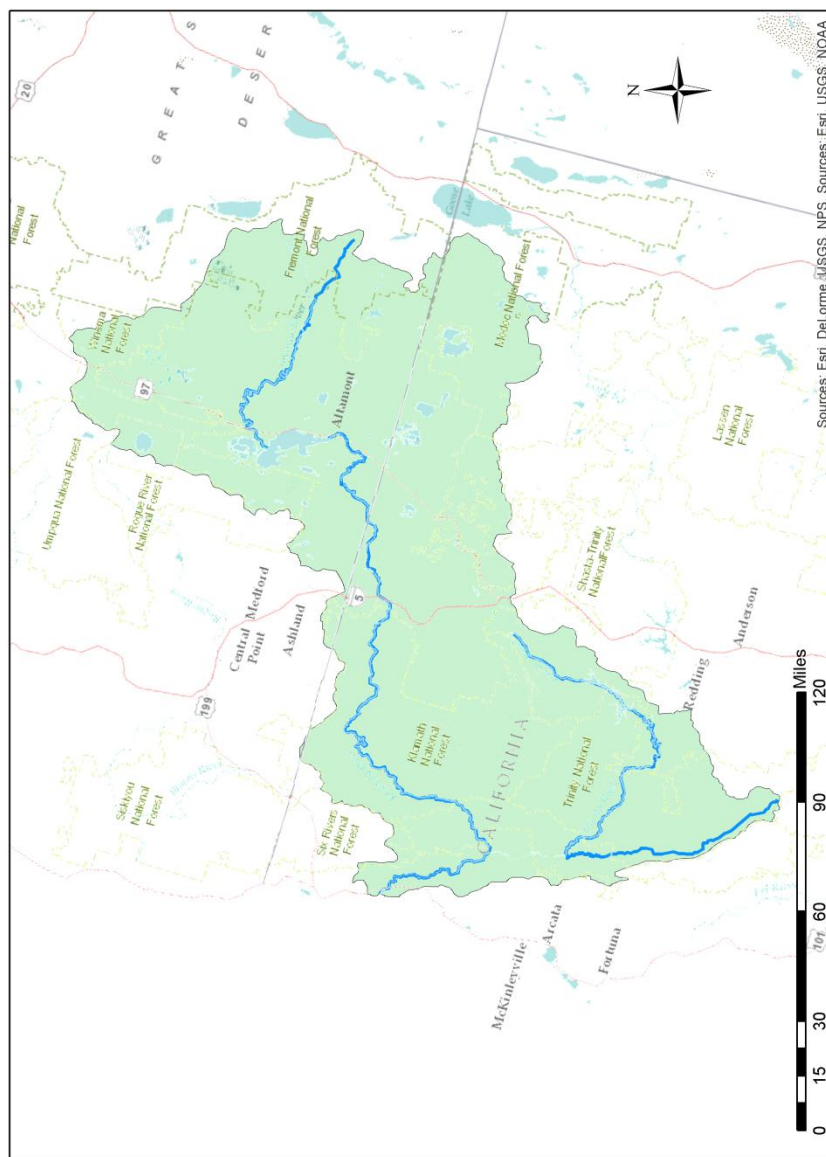 20
GREAT S
DESER
National
Forest
Winema
National
Forest
97
Fremont National
Forest
Umpqua National Forest
Rogue River
National Forest
Goose
Lake
N
Altamont
Modoc National Forest
Medford
Central
Point
Ashland
5
199
Lassen
National
Forest
Shasta-Trinity
National Forest
Siskiyou
National
Forest
Klamath
National
Forest
Six Rivers
National
Forest
CALIFORNIA
Trinity National
Forest
Anderson
Redding
McKinleyville
Arcata
Fortuna
101
0
15
30
60
90
120
Miles
Sources: Esri, DeLorme, USGS, NPS, Sources: Esri, USGS, NOAA